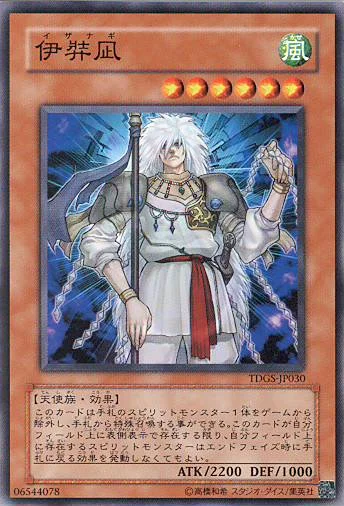 イザナギ
伊弉凪
風
TDGS-JP030
【天使族・効果】
このカードは手札のスピリットモンスター1体をゲームから
除外し、手札から特殊召喚する事ができる。このカードが自分
フィールド上に表側表示で存在する限り、自分フィールド上
に存在するスピリットモンスターはエンドフェイズ時に手
札に戻る効果を発動しなくてもよい。
ATK/2200 DEF/1000
06544078
©高橋和希 スタジオ・ダイス/集英社